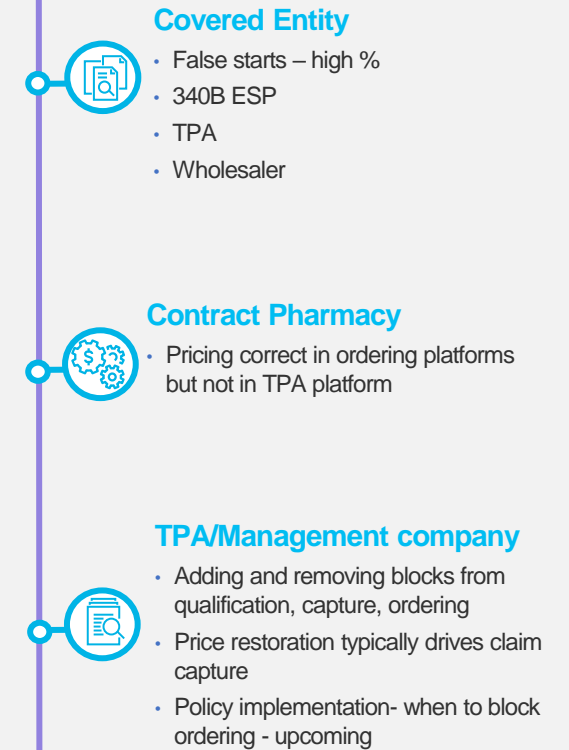 Covered Entity
• False starts – high %
• 340B ESP
• TPA
• Wholesaler
Contract Pharmacy
• Pricing correct in ordering platforms
but not in TPA platform
TPA/Management company
• Adding and removing blocks from
qualification, capture, ordering
• Price restoration typically drives claim
capture
• Policy implementation- when to block
ordering - upcoming
$